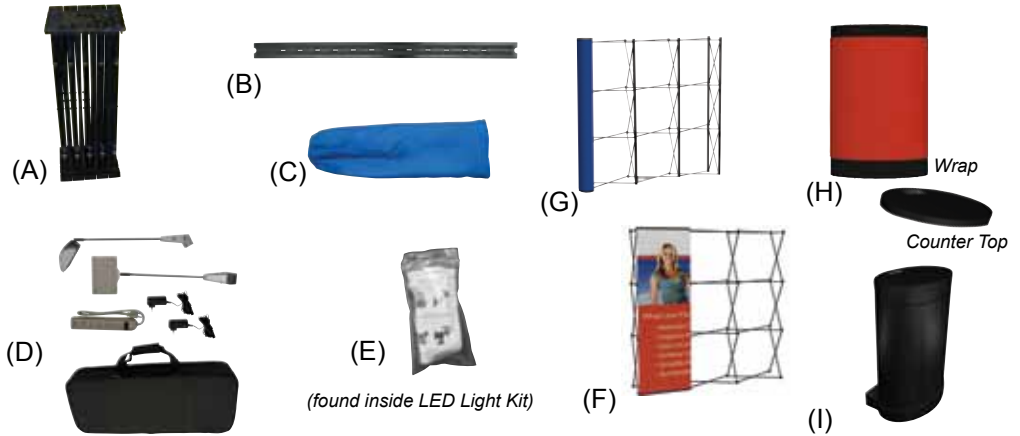 (A)
(B)
(C)
(G)
(H)
Wrap
Counter Top
(D)
(E)
(found inside LED Light Kit)
(F)
(I)